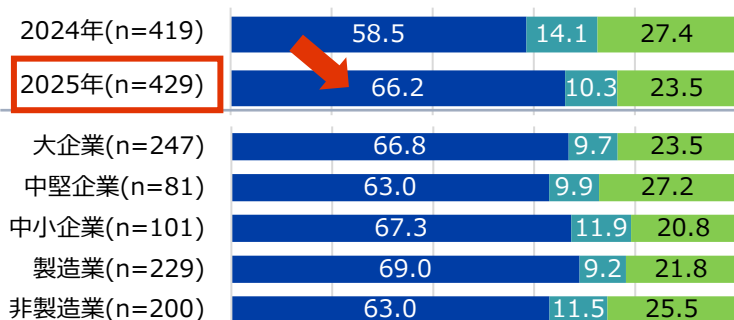 2024年(n=419) 58.5 14.1 27.4
2025年(n=429) 66.2 10.3 23.5
大企業(n=247) 66.8 9.7 23.5
中堅企業(n=81) 63.0 9.9 27.2
中小企業(n=101) 67.3 11.9 20.8
製造業(n=229) 69.0 9.2 21.8
非製造業(n=200) 63.0 11.5 25.5